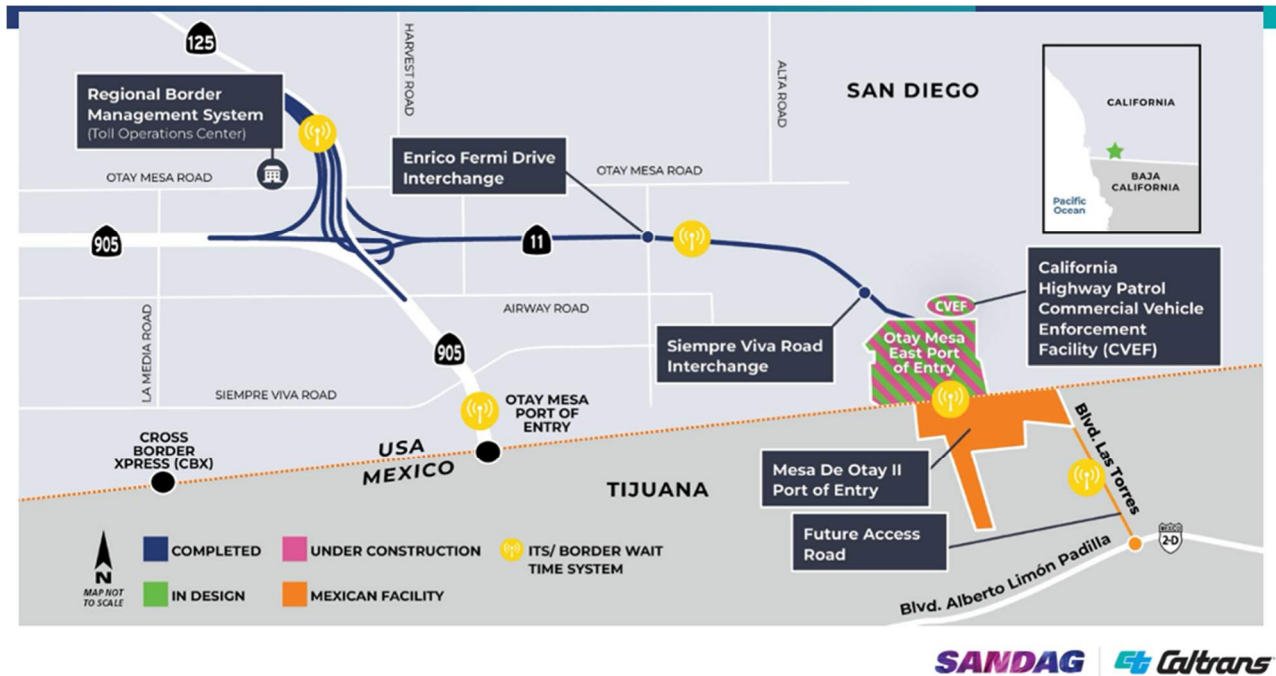 125
HARVEST ROAD
ALTA ROAD
SAN DIEGO
CALIFORNIA
BAJA
CALIFORNIA
Pacific
Ocean
Regional Border
Management System
(Toll Operations Center)
Enrico Fermi Drive
Interchange
OTAY MESA ROAD
OTAY MESA ROAD
905
11
California
Highway Patrol
Commercial Vehicle
Enforcement
Facility (CVEF)
CVEF
LA MEDIA ROAD
AIRWAY ROAD
905
Siempre Viva Road
Interchange
Otay Mesa
East Port
of Entry
SIEMPRE VIVA ROAD
OTAY MESA
PORT OF
ENTRY
CROSS
BORDER
XPRESS (CBX)
USA
MEXICO
TIJUANA
Mesa De Otay II
Port of Entry
Blvd. Las Torres
Future Access
Road
MEXICO
2-D
Blvd. Alberto Limón Padilla
N
MAP NOT
TO SCALE
COMPLETED
UNDER CONSTRUCTION
ITS/ BORDER WAIT
TIME SYSTEM
IN DESIGN
MEXICAN FACILITY
SANDAG
ct Caltrans